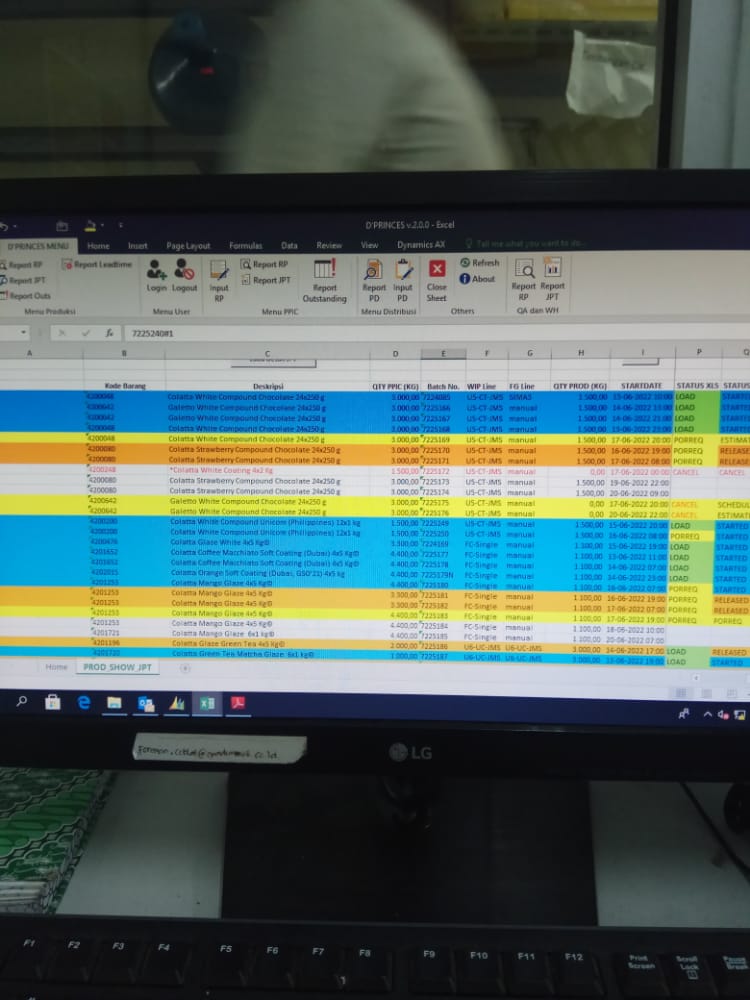 D'PRINCES v.2.0.0 - Excel
D'PRINCES MENU Home Insert Page Layout Formulas Data Review View Dynamics AX Tell me what you want to do...
Report RP Report Leadtime
Report JPT
Report Outs
Login Logout Input RP Report RP Report JPT Report Outstanding Report PD Input PD Close Sheet Refresh About Report RP Report JPT
Menu Produksi Menu User Menu PPIC Menu Distribusi Others QA dan WH
fx 7225240#1
A B C D E F G H I P Q
Kode Barang Deskripsi QTY PPIC (KG) Batch No. WIP Line FG Line QTY PROD (KG) STARTDATE STATUS XLS STATUS
4200048 Colatta White Compound Chocolate 24x250 g 3.000,00 7224085 US-CT-JMS SIMAS 1.500,00 13-06-2022 10:00 LOAD STARTED
4200642 Galetto White Compound Chocolate 24x250 g 3.000,00 7225166 US-CT-JMS manual 1.500,00 14-06-2022 15:00 LOAD STARTED
4200642 Galetto White Compound Chocolate 24x250 g 3.000,00 7225167 US-CT-JMS manual 1.500,00 14-06-2022 21:00 LOAD STARTED
4200048 Colatta White Compound Chocolate 24x250 g 3.000,00 7225168 US-CT-JMS manual 1.500,00 15-06-2022 23:00 LOAD STARTED
4200048 Colatta White Compound Chocolate 24x250 g 3.000,00 7225169 US-CT-JMS manual 1.500,00 17-06-2022 20:00 PORREQ ESTIMAT
4200080 Colatta Strawberry Compound Chocolate 24x250 g 3.000,00 7225170 US-CT-JMS manual 1.500,00 16-06-2022 19:00 PORREQ RELEASE
4200080 Colatta Strawberry Compound Chocolate 24x250 g 3.000,00 7225171 US-CT-JMS manual 1.500,00 17-06-2022 08:00 PORREQ RELEASE
4200248 *Colatta White Coating 4x2 Kg 1.500,00 7225172 US-CT-JMS manual 0,00 17-06-2022 00:00 CANCEL CANCEL
4200080 Colatta Strawberry Compound Chocolate 24x250 g 3.000,00 7225173 US-CT-JMS manual 1.500,00 19-06-2022 22:00
4200080 Colatta Strawberry Compound Chocolate 24x250 g 3.000,00 7225174 US-CT-JMS manual 1.500,00 20-06-2022 09:00
4200642 Galetto White Compound Chocolate 24x250 g 3.000,00 7225175 US-CT-JMS manual 0,00 17-06-2022 20:00 CANCEL SCHEDU
4200642 Galetto White Compound Chocolate 24x250 g 3.000,00 7225176 US-CT-JMS manual 0,00 20-06-2022 22:00 CANCEL ESTIMAT
4200200 Colatta White Compound Unicorn (Philippines) 12x1 kg 1.500,00 7225249 US-CT-JMS manual 1.500,00 15-06-2022 20:00 LOAD STARTED
4200200 Colatta White Compound Unicorn (Philippines) 12x1 kg 1.500,00 7225250 US-CT-JMS manual 1.500,00 16-06-2022 08:00 PORREQ STARTED
4200476 Colatta Glaze White 4x5 Kg© 3.300,00 7224169 FC-Single manual 1.100,00 15-06-2022 19:00 LOAD STARTED
4201652 Colatta Coffee Macchiato Soft Coating (Dubai) 4x5 Kg© 4.400,00 7225177 FC-Single manual 1.100,00 13-06-2022 11:00 LOAD STARTED
4201652 Colatta Coffee Macchiato Soft Coating (Dubai) 4x5 Kg© 4.400,00 7225178 FC-Single manual 1.100,00 14-06-2022 07:00 LOAD STARTED
4202015 Colatta Orange Soft Coating (Dubai, GSO'21) 4x5 kg 4.400,00 7225179N FC-Single manual 1.100,00 14-06-2022 23:00 LOAD STARTED
4201253 Colatta Mango Glaze 4x5 Kg© 4.400,00 7225180 FC-Single manual 1.100,00 16-06-2022 07:00 PORREQ STARTED
4201253 Colatta Mango Glaze 4x5 Kg© 3.300,00 7225181 FC-Single manual 1.100,00 16-06-2022 19:00 PORREQ RELEASED
4201253 Colatta Mango Glaze 4x5 Kg© 3.300,00 7225182 FC-Single manual 1.100,00 17-06-2022 07:00 PORREQ RELEASED
4201253 Colatta Mango Glaze 4x5 Kg© 4.400,00 7225183 FC-Single manual 1.100,00 17-06-2022 19:00 PORREQ PORREQ
4201253 Colatta Mango Glaze 4x5 Kg© 4.400,00 7225184 FC-Single manual 1.100,00 18-06-2022 10:00
4201721 Colatta Mango Glaze 6x1 kg© 4.400,00 7225185 FC-Single manual 1.100,00 20-06-2022 07:00
4201196 Colatta Glaze Green Tea 4x5 Kg© 2.000,00 7225186 U6-UC-JMS U6-UC-JMS 3.000,00 14-06-2022 17:00 LOAD RELEASED
4201720 Colatta Green Tea Matcha Glaze 6x1 kg© 1.000,00 7225187 U6-UC-JMS U6-UC-JMS 3.000,00 13-06-2022 19:00 LOAD STARTED
Home PROD_SHOW_JPT
LG
F1 F2 F3 F4 F5 F6 F7 F8 F9 F10 F11 F12 Print Screen Scroll Lock Pause Break